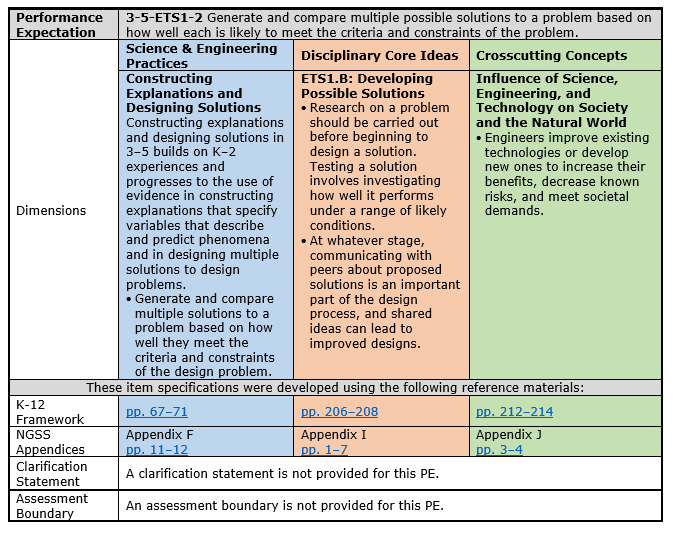 Performance
Expectation
3-5-ETS1-2 Generate and compare multiple possible solutions to a problem based on
how well each is likely to meet the criteria and constraints of the problem.
Dimensions
Science & Engineering
Practices
Disciplinary Core Ideas
Crosscutting Concepts
Constructing
Explanations and
Designing Solutions
Constructing explanations
and designing solutions in
3–5 builds on K–2
experiences and
progresses to the use of
evidence in constructing
explanations that specify
variables that describe
and predict phenomena
and in designing multiple
solutions to design
problems.
• Generate and compare
multiple solutions to a
problem based on how
well they meet the
criteria and constraints
of the design problem.
ETS1.B: Developing
Possible Solutions
• Research on a problem
should be carried out
before beginning to
design a solution.
Testing a solution
involves investigating
how well it performs
under a range of likely
conditions.
• At whatever stage,
communicating with
peers about proposed
solutions is an important
part of the design
process, and shared
ideas can lead to
improved designs.
Influence of Science,
Engineering, and
Technology on Society
and the Natural World
• Engineers improve existing
technologies or develop
new ones to increase their
benefits, decrease known
risks, and meet societal
demands.
These item specifications were developed using the following reference materials:
K-12
Framework
pp. 67–71
pp. 206–208
pp. 212–214
NGSS
Appendices
Appendix F
pp. 11–12
Appendix I
pp. 1–7
Appendix J
pp. 3–4
Clarification
Statement
A clarification statement is not provided for this PE.
Assessment
Boundary
An assessment boundary is not provided for this PE.